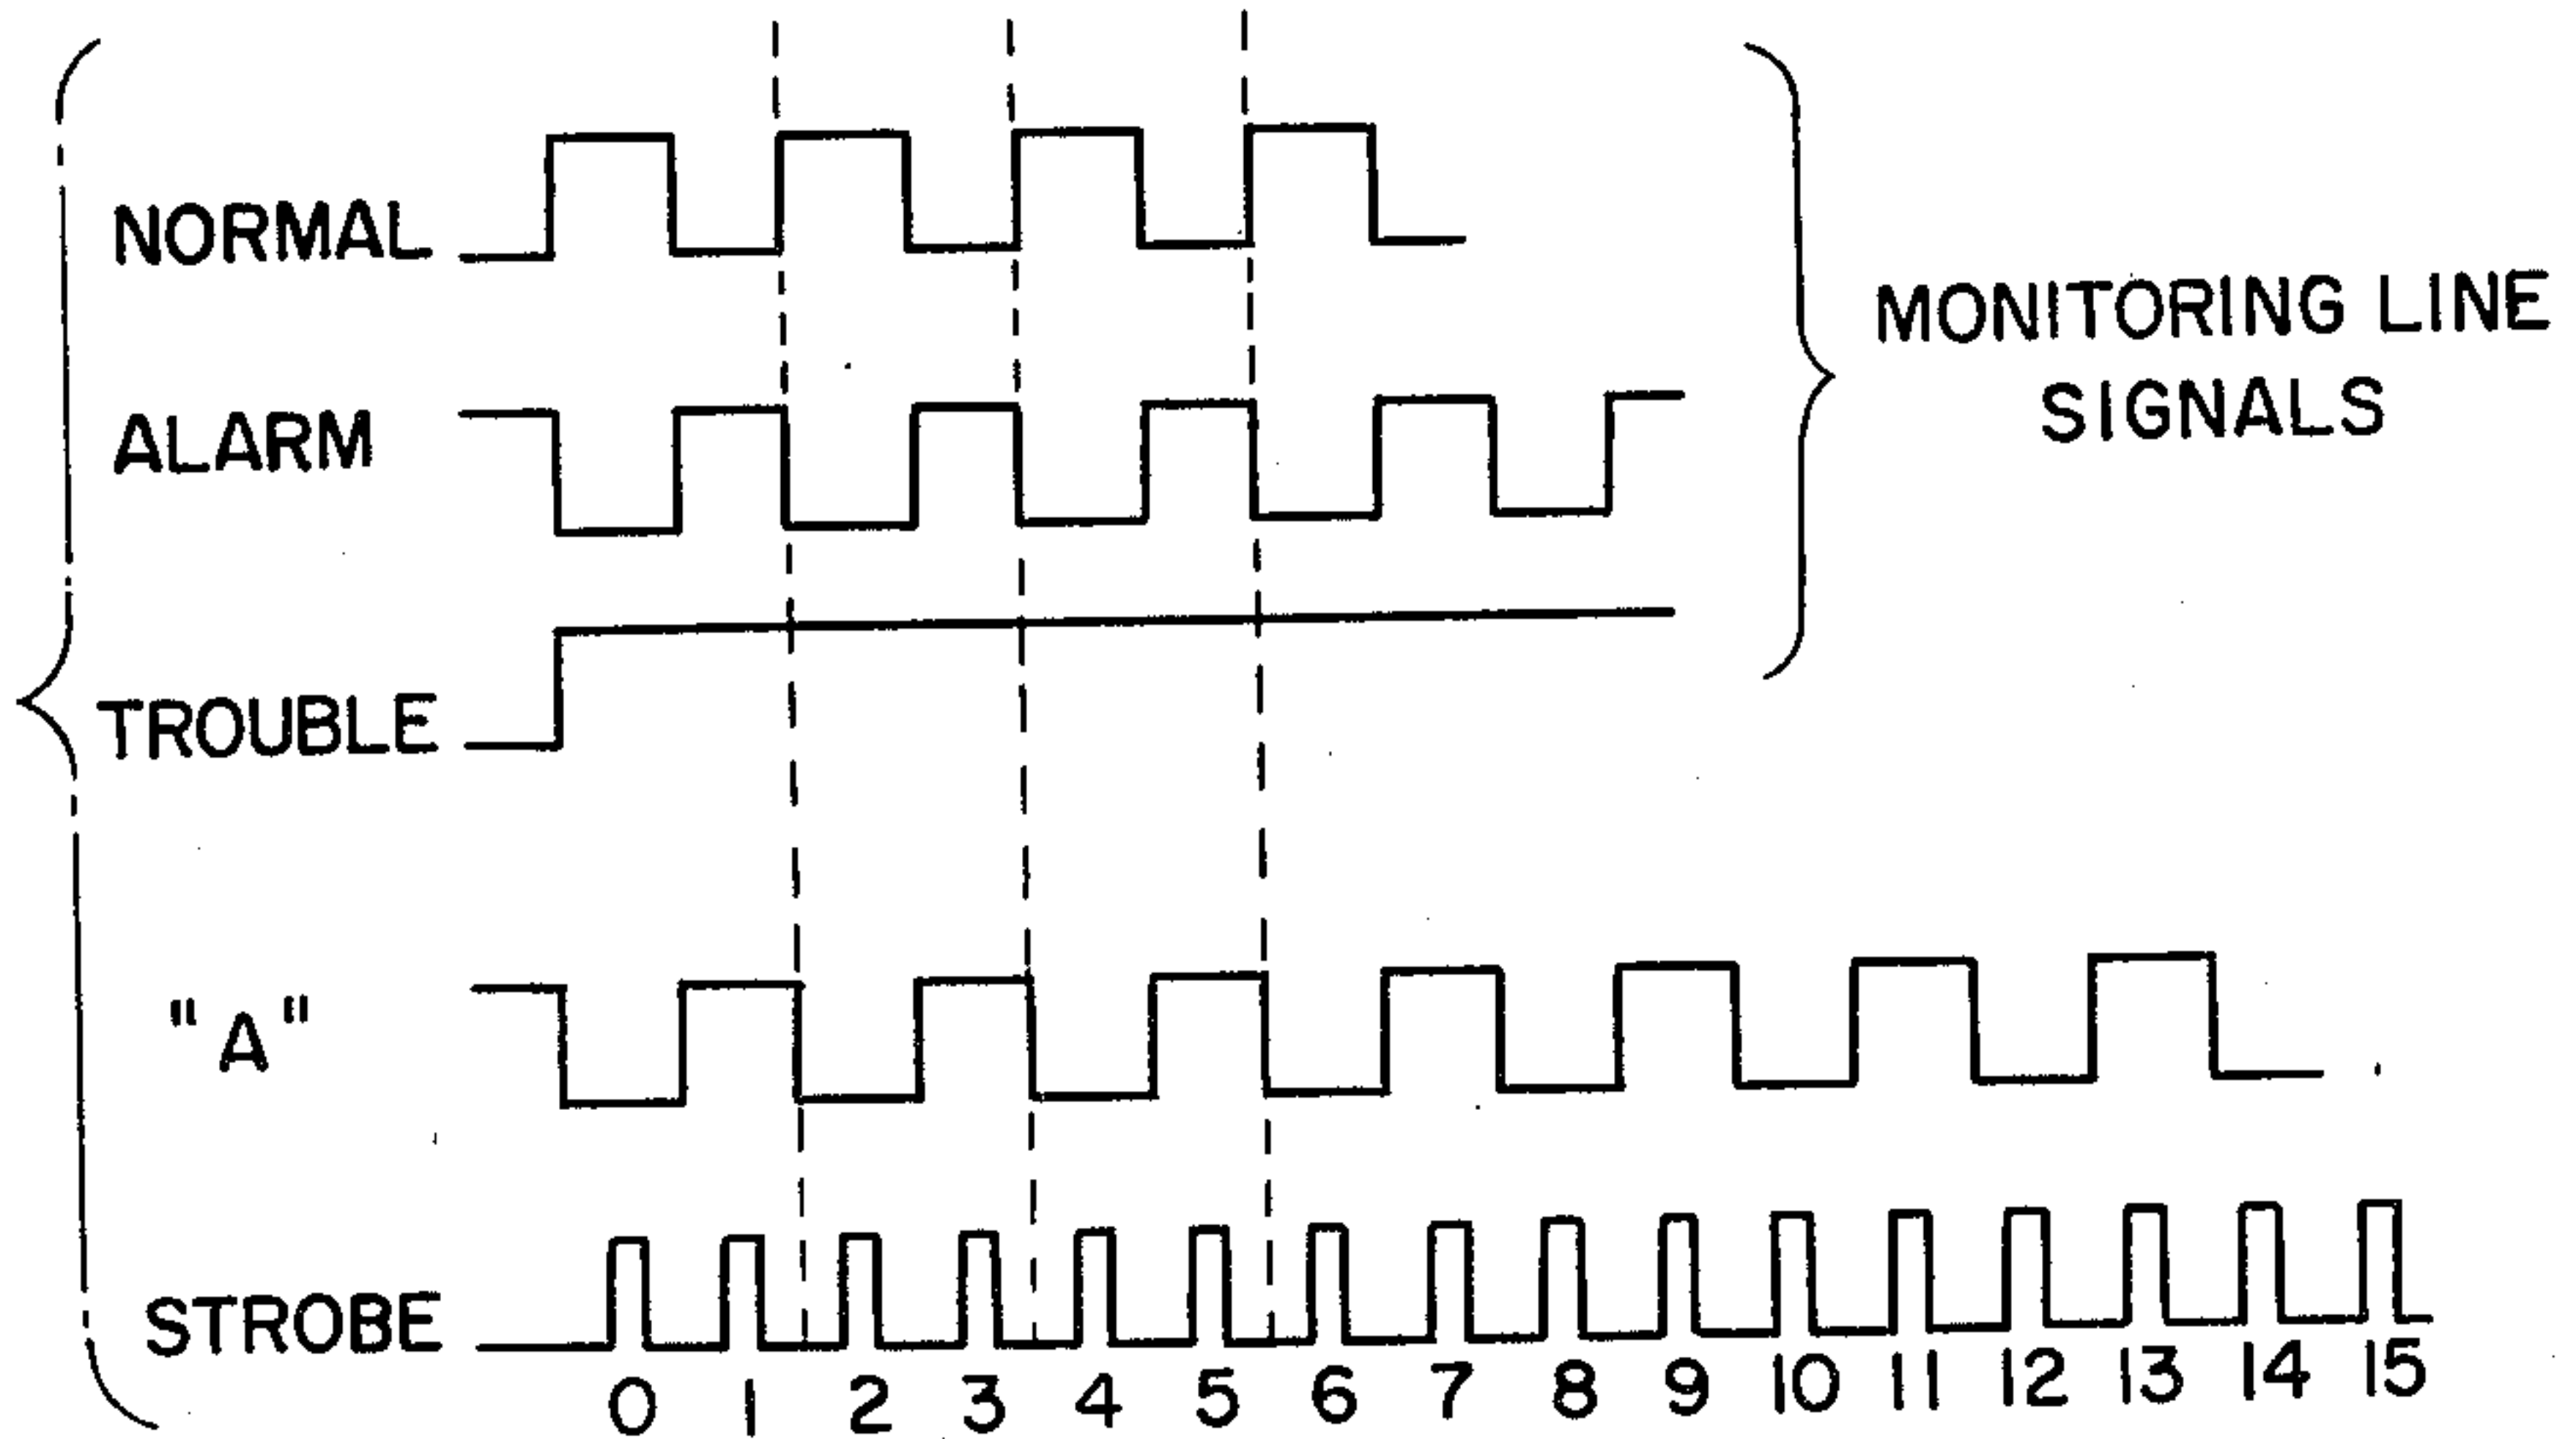 NORMAL
ALARM
TROUBLE
MONITORING LINE
SIGNALS
"A"
STROBE
0 1 2 3 4 5 6 7 8 9 10 11 12 13 14 15